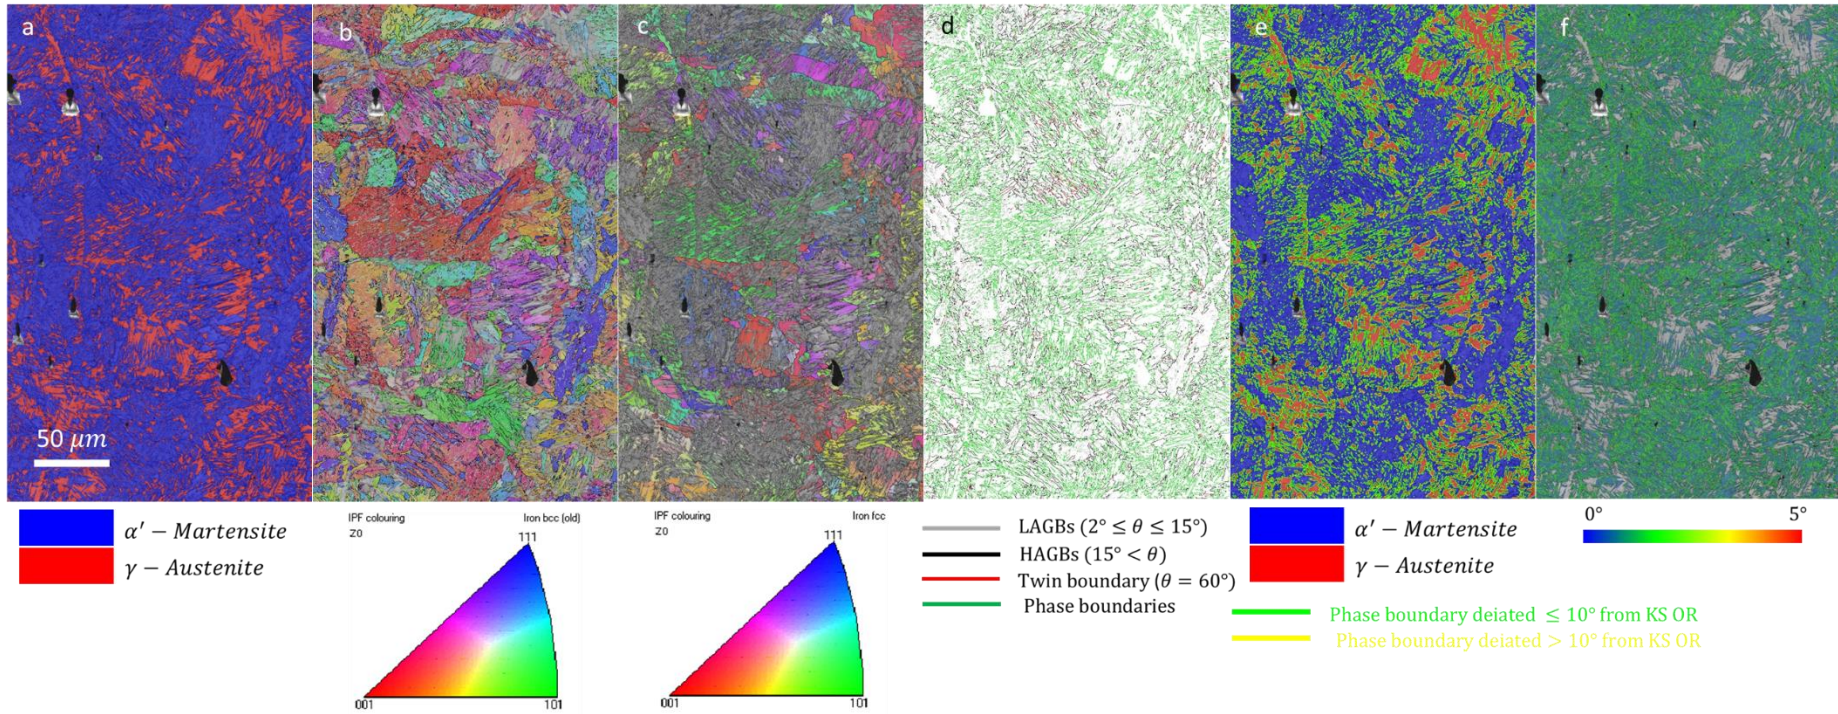 a
b
c
d
e
f
50 μm
α′ − Martensite
γ − Austenite
IPF colouring
Iron bcc (old)
Z0
111
001
101
IPF colouring
Iron fcc
Z0
111
001
101
LAGBs (2° ≤ θ ≤ 15°)
HAGBs (15° < θ)
Twin boundary (θ = 60°)
Phase boundaries
α′ − Martensite
γ − Austenite
Phase boundary deiated ≤ 10° from KS OR
Phase boundary deiated > 10° from KS OR
0°
5°